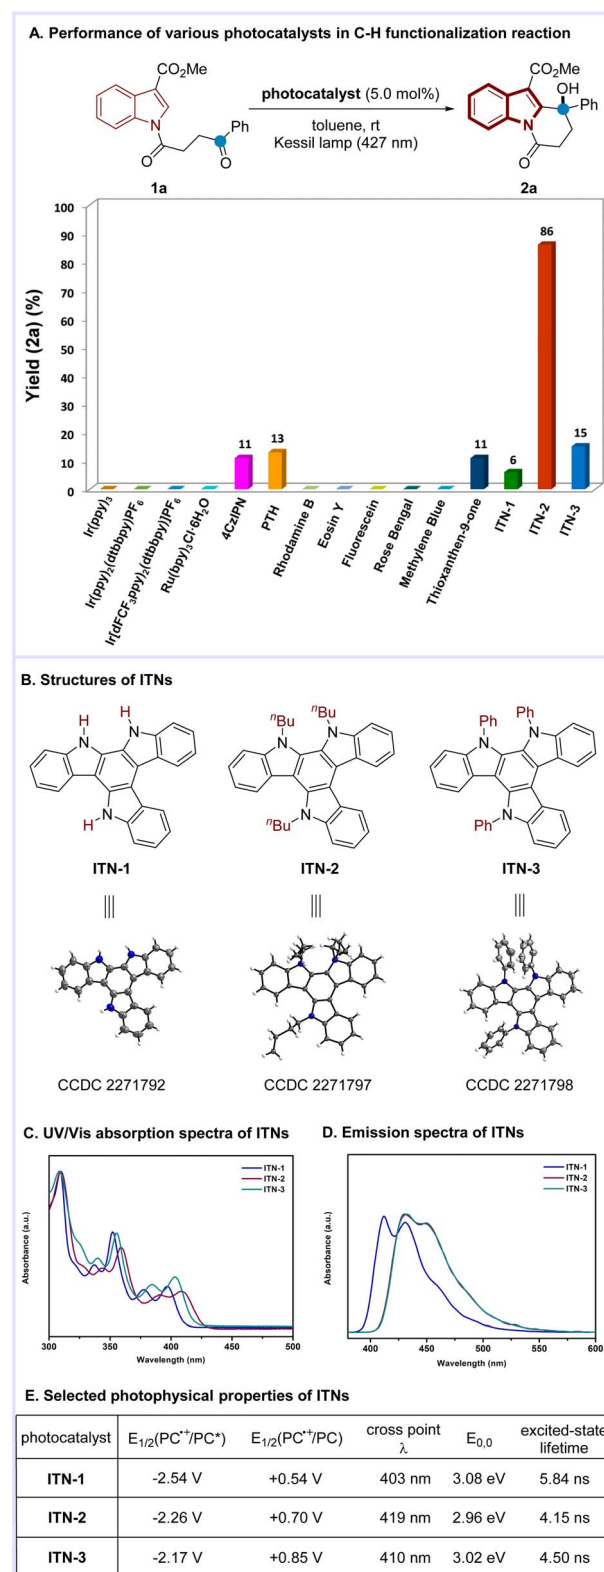 A. Performance of various photocatalysts in C-H functionalization reaction
CO2Me
N
O
Ph
O
1a
photocatalyst (5.0 mol%)
toluene, rt
Kessil lamp (427 nm)
CO2Me
OH
Ph
N
O
2a
Yield (2a) (%)
100
90
80
70
60
50
40
30
20
10
0
11
13
11
6
86
15
Ir(ppy)3
Ir(ppy)2(dtbbpy)PF6
Ir[dFCF3ppy)2(dtbbpy)]PF6
Ru(bpy)3Cl·6H2O
4CzIPN
PTH
Rhodamine B
Eosin Y
Fluorescein
Rose Bengal
Methylene Blue
Thioxanthen-9-one
ITN-1
ITN-2
ITN-3
B. Structures of ITNs
H
H
N
N
N
H
ITN-1
nBu
nBu
N
N
N
nBu
ITN-2
Ph
Ph
N
N
N
Ph
ITN-3
CCDC 2271792
CCDC 2271797
CCDC 2271798
C. UV/Vis absorption spectra of ITNs
Absorbance (a.u.)
ITN-1
ITN-2
ITN-3
300
350
400
450
500
Wavelength (nm)
D. Emission spectra of ITNs
Absorbance (a.u.)
ITN-1
ITN-2
ITN-3
400
450
500
550
600
Wavelength (nm)
E. Selected photophysical properties of ITNs
photocatalyst E1/2(PC•+/PC*) E1/2(PC•+/PC) cross point λ E0,0 excited-state lifetime
ITN-1 -2.54 V +0.54 V 403 nm 3.08 eV 5.84 ns
ITN-2 -2.26 V +0.70 V 419 nm 2.96 eV 4.15 ns
ITN-3 -2.17 V +0.85 V 410 nm 3.02 eV 4.50 ns